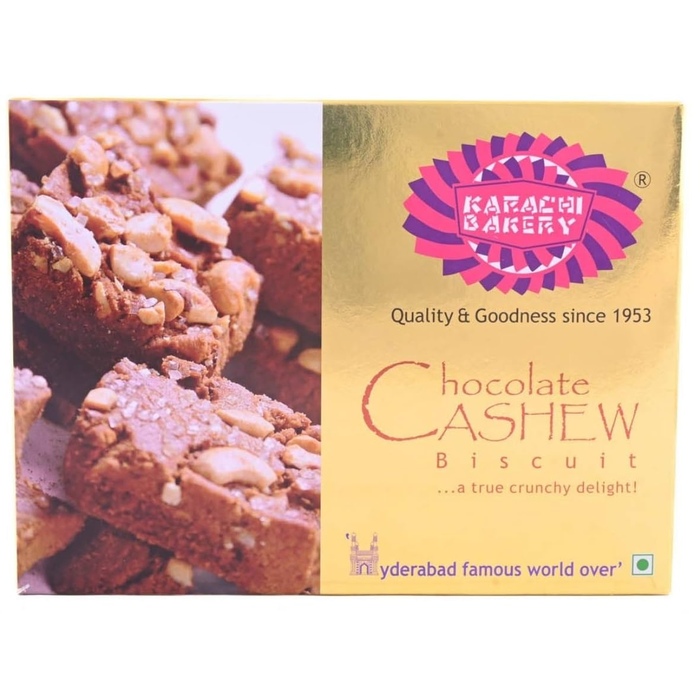 KARACHI
BAKERY
®
Quality & Goodness since 1953
Chocolate
CASHEW
Biscuit
...a true crunchy delight!
'Hyderabad famous world over'